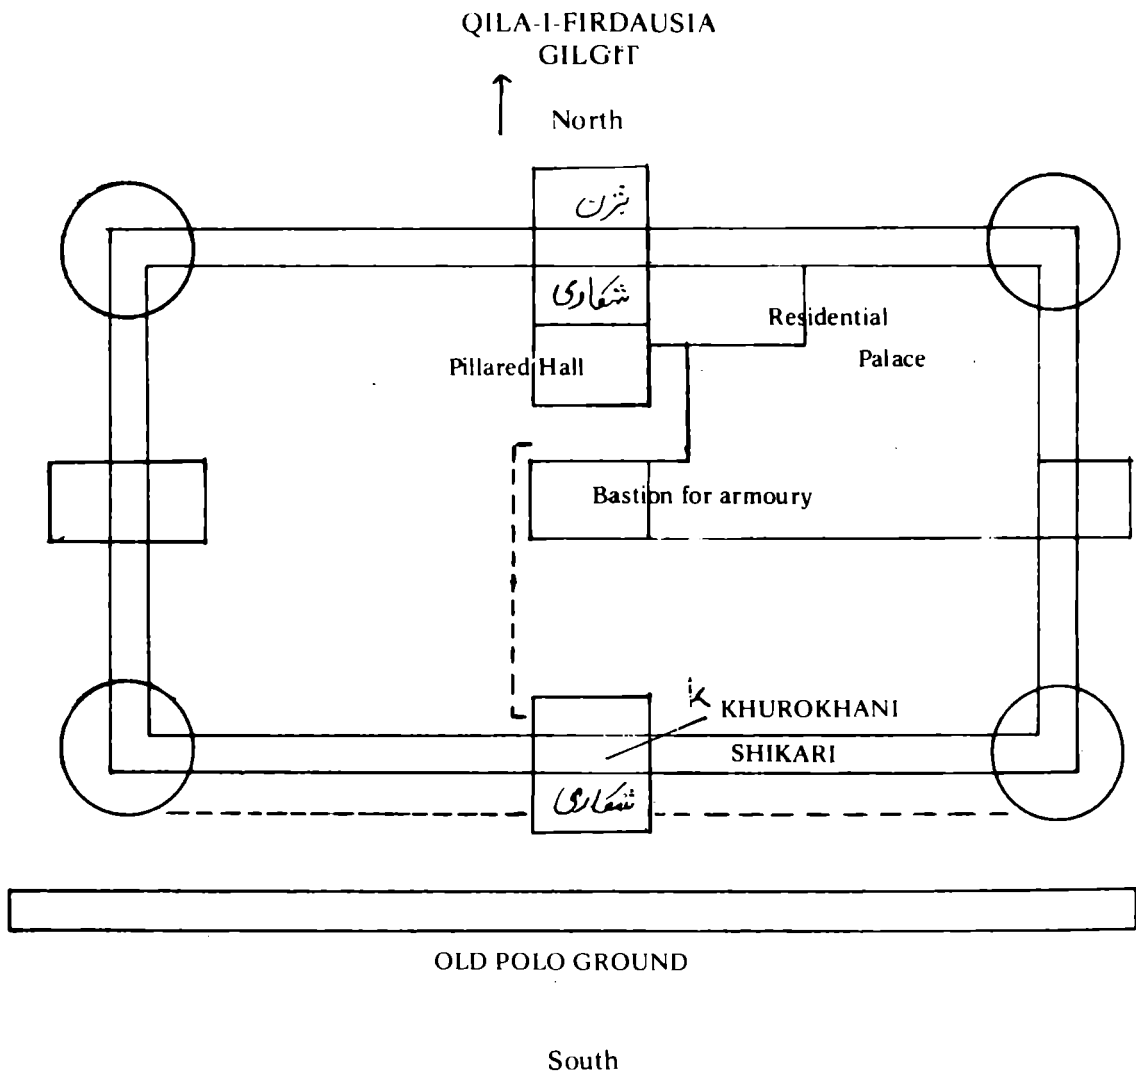 QILA-I-FIRDAUSIA
GILGIT
North
شکاری
Residential
Pillared Hall
Palace
Bastion for armoury
KHUROKHANI
SHIKARI
شکاری
OLD POLO GROUND
South